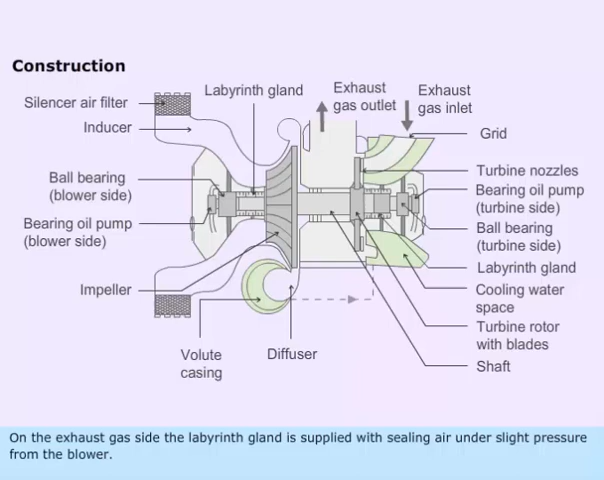 Construction
Silencer air filter
Inducer
Ball bearing
(blower side)
Bearing oil pump
(blower side)
Impeller
Labyrinth gland
Exhaust
gas outlet
Exhaust
gas inlet
Grid
Turbine nozzles
Bearing oil pump
(turbine side)
Ball bearing
(turbine side)
Labyrinth gland
Cooling water
space
Turbine rotor
with blades
Shaft
Volute
casing
Diffuser
On the exhaust gas side the labyrinth gland is supplied with sealing air under slight pressure
from the blower.